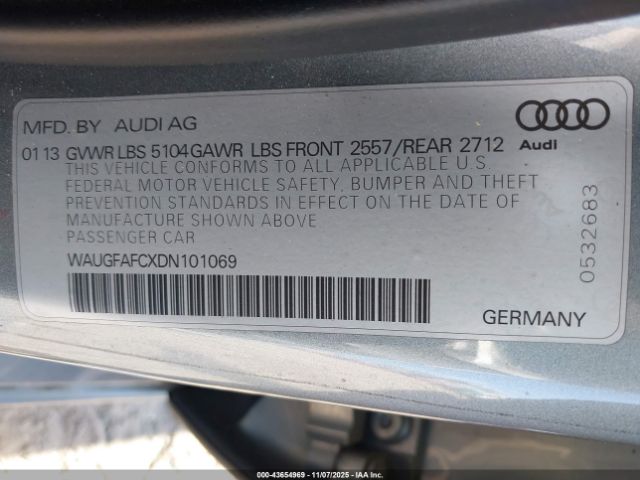 MFD. BY AUDI AG
Audi
01 13 GVWR LBS 5104 GAWR LBS FRONT 2557/REAR 2712
THIS VEHICLE CONFORMS TO ALL APPLICABLE U.S
FEDERAL MOTOR VEHICLE SAFETY, BUMPER AND THEFT
PREVENTION STANDARDS IN EFFECT ON THE DATE OF
MANUFACTURE SHOWN ABOVE
PASSENGER CAR
WAUGFAFCXDN101069
0532683
GERMANY
000-43654969 - 11/07/2025 - IAA Inc.